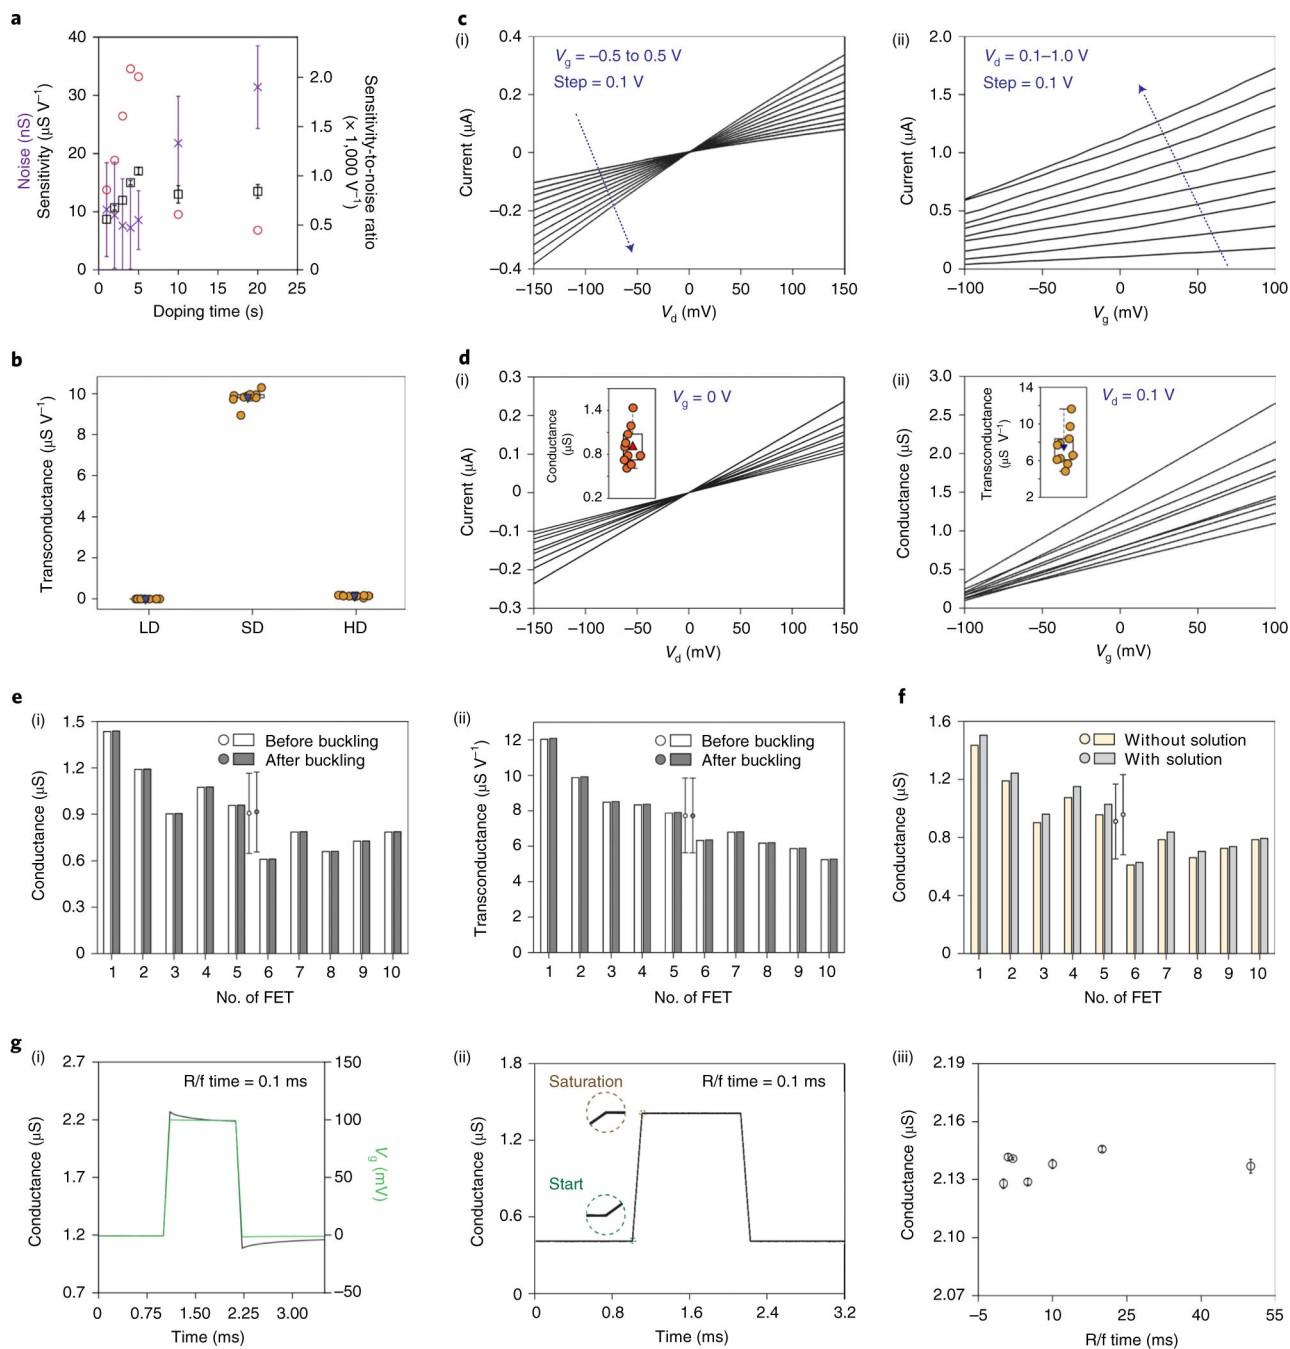 a
Noise (nS)
Sensitivity (µS V⁻¹)
40
30
20
10
0
2.0
1.5
1.0
0.5
0
Sensitivity-to-noise ratio
(× 1,000 V⁻¹)
0 5 10 15 20 25
Doping time (s)
c
(i)
Vg = –0.5 to 0.5 V
Step = 0.1 V
Current (µA)
0.4
0.2
0
–0.2
–0.4
–150 –100 –50 0 50 100 150
Vd (mV)
(ii)
Vd = 0.1–1.0 V
Step = 0.1 V
Current (µA)
2.0
1.5
1.0
0.5
0
–100 –50 0 50 100
Vg (mV)
b
Transconductance (µS V⁻¹)
10
8
6
4
2
0
LD SD HD
d
(i)
Vg = 0 V
Current (µA)
0.3
0.2
0.1
0
–0.1
–0.2
–0.3
Conductance
(µS)
1.4
0.8
0.2
–150 –100 –50 0 50 100 150
Vd (mV)
(ii)
Vd = 0.1 V
Conductance (µS)
3.0
2.5
2.0
1.5
1.0
0.5
0
Transconductance
(µS V⁻¹)
14
10
6
2
–100 –50 0 50 100
Vg (mV)
e
(i)
Before buckling
After buckling
Conductance (µS)
1.5
1.2
0.9
0.6
0.3
0
1 2 3 4 5 6 7 8 9 10
No. of FET
(ii)
Before buckling
After buckling
Transconductance (µS V⁻¹)
12
10
8
6
4
2
0
1 2 3 4 5 6 7 8 9 10
No. of FET
f
Without solution
With solution
Conductance (µS)
1.6
1.2
0.8
0.4
0
1 2 3 4 5 6 7 8 9 10
No. of FET
g
(i)
R/f time = 0.1 ms
Conductance (µS)
2.7
2.2
1.7
1.2
0.7
150
100
50
0
–50
Vg (mV)
0 0.75 1.50 2.25 3.00
Time (ms)
(ii)
Saturation
R/f time = 0.1 ms
Start
Conductance (µS)
1.8
1.2
0.6
0
0 0.8 1.6 2.4 3.2
Time (ms)
(iii)
Conductance (µS)
2.19
2.16
2.13
2.10
2.07
–5 10 25 40 55
R/f time (ms)